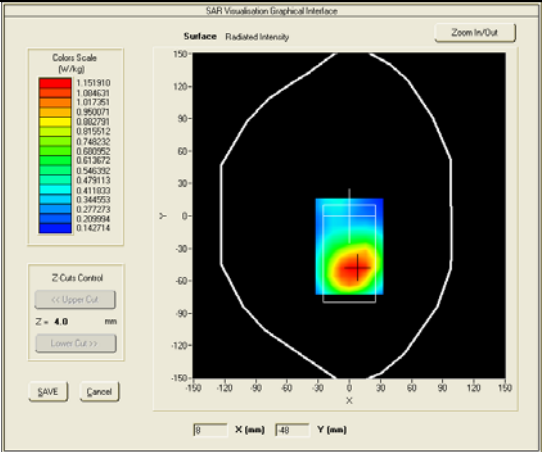 SAR Visualisation Graphical Interface
Surface Radiated Intensity
Zoom In/Out
Colors Scale
(W/kg)
1.151910
1.084631
1.017351
0.950071
0.882791
0.815512
0.748232
0.680952
0.613672
0.546392
0.479113
0.411833
0.344553
0.277273
0.209994
0.142714
Z-Cuts Control
<< Upper Cut
Z = 4.0 mm
Lower Cut >>
SAVE Cancel
150-
120-
90-
60-
30-
0-
-30-
-60-
-90-
-120-
-150-
Y
-150 -120 -90 -60 -30 0 30 60 90 120 150
X
8 X (mm) -48 Y (mm)